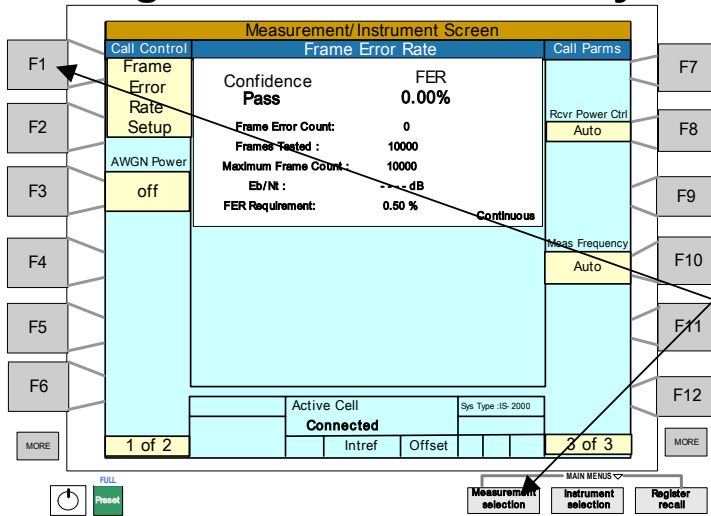 Measurement/Instrument Screen
Call Control
Frame Error Rate
Call Parms
F1
F2
F3
F4
F5
F6
MORE
Frame
Error
Rate
Setup
AWGN Power
off
1 of 2
Confidence FER
Pass 0.00%
Frame Error Count: 0
Frames Tested : 10000
Maximum Frame Count : 10000
Eb/Nt : - - - - dB
FER Requirement: 0.50 %
Continuous
Rcvr Power Ctrl
Auto
Meas Frequency
Auto
3 of 3
F7
F8
F9
F10
F11
F12
MORE
Active Cell
Sys Type :IS- 2000
Connected
Intref Offset
FULL
Preset
MAIN MENUS
Measurement
selection
Instrument
selection
Register
recall